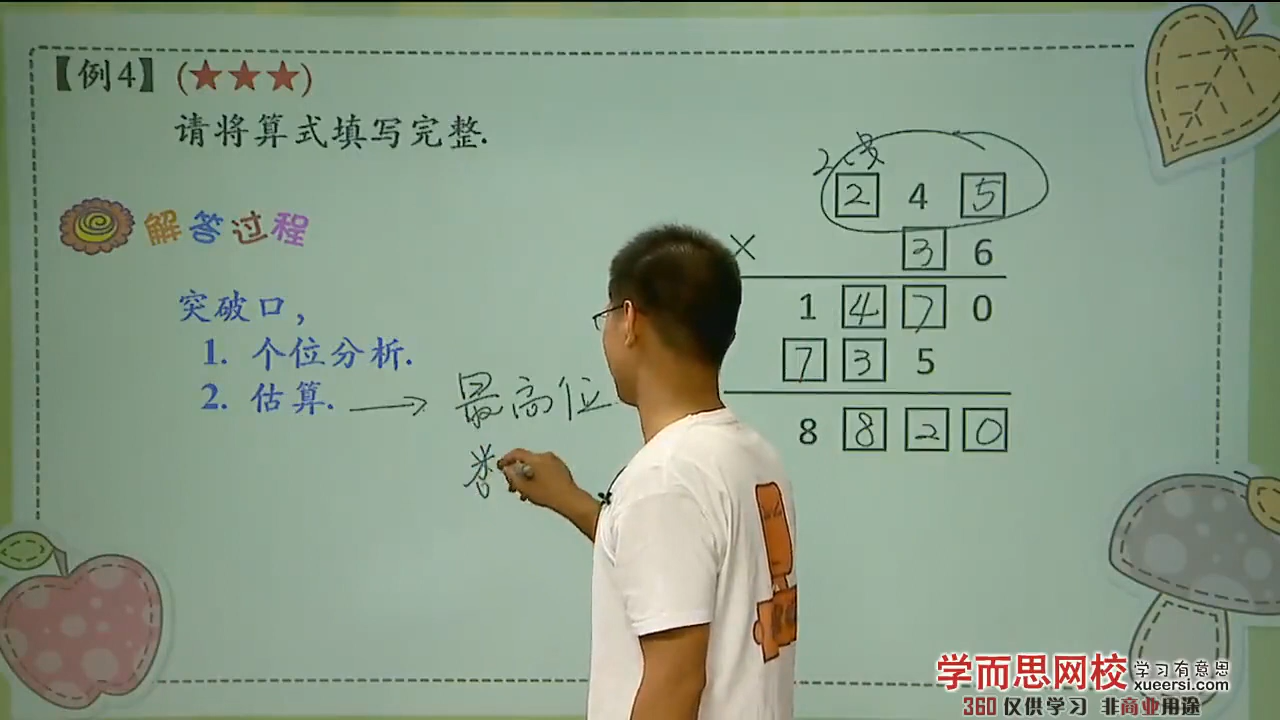 【例4】(★★★)
请将算式填写完整.
解答过程
突破口，
1. 个位分析.
2. 估算. → 最高位
2 4 5
× 3 6
1 4 7 0
7 3 5
8 8 2 0
学而思网校 学习有意思
xueersi.com
360 仅供学习 非商业用途